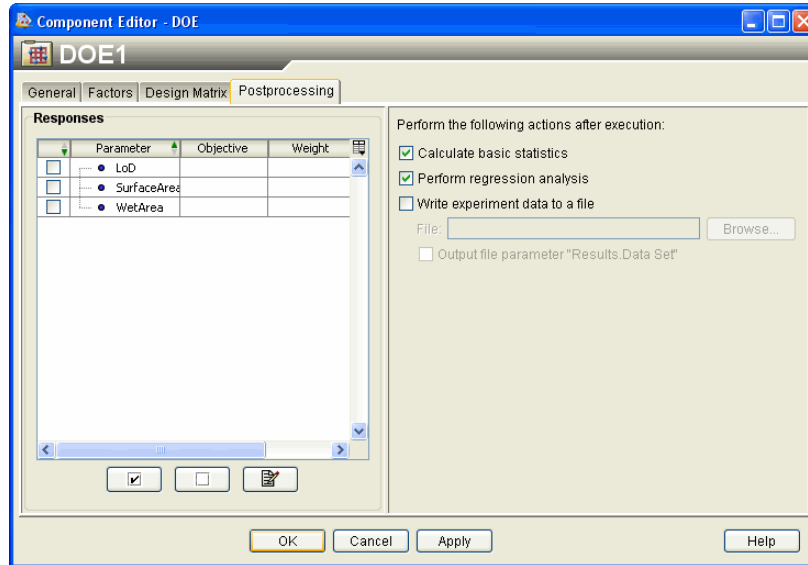 Component Editor - DOE
DOE1
General Factors Design Matrix Postprocessing
Responses
Parameter Objective Weight
LoD
SurfaceArea
WetArea
Perform the following actions after execution:
Calculate basic statistics
Perform regression analysis
Write experiment data to a file
File: Browse...
Output file parameter "Results.Data Set"
OK Cancel Apply Help